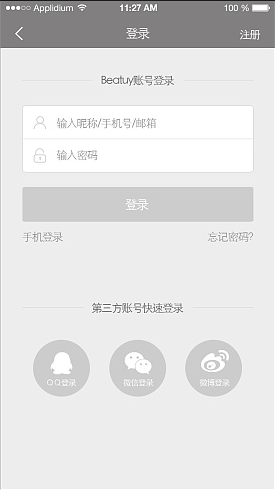 Applidium 11:27 AM 100 %
登录 注册
Beatuy账号登录
输入昵称/手机号/邮箱
输入密码
登录
手机登录 忘记密码?
第三方账号快速登录
QQ登录 微信登录 微博登录